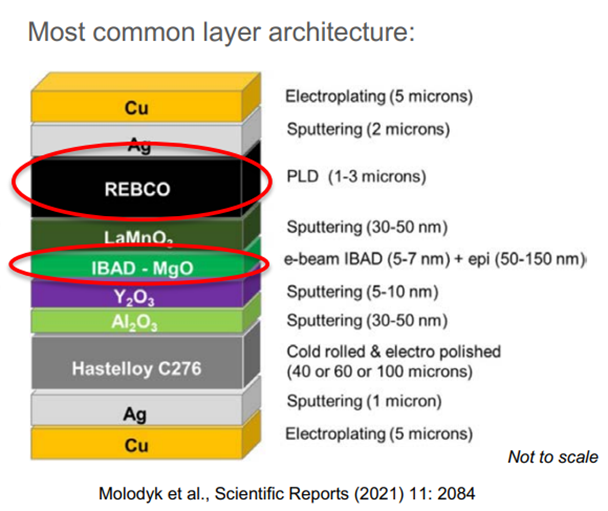 Most common layer architecture:
Cu Electroplating (5 microns)
Ag Sputtering (2 microns)
REBCO PLD (1-3 microns)
LaMnO₃ Sputtering (30-50 nm)
IBAD - MgO e-beam IBAD (5-7 nm) + epi (50-150 nm)
Y₂O₃ Sputtering (5-10 nm)
Al₂O₃ Sputtering (30-50 nm)
Hastelloy C276 Cold rolled & electro polished
(40 or 60 or 100 microns)
Ag Sputtering (1 micron)
Cu Electroplating (5 microns)
Not to scale
Molodyk et al., Scientific Reports (2021) 11: 2084